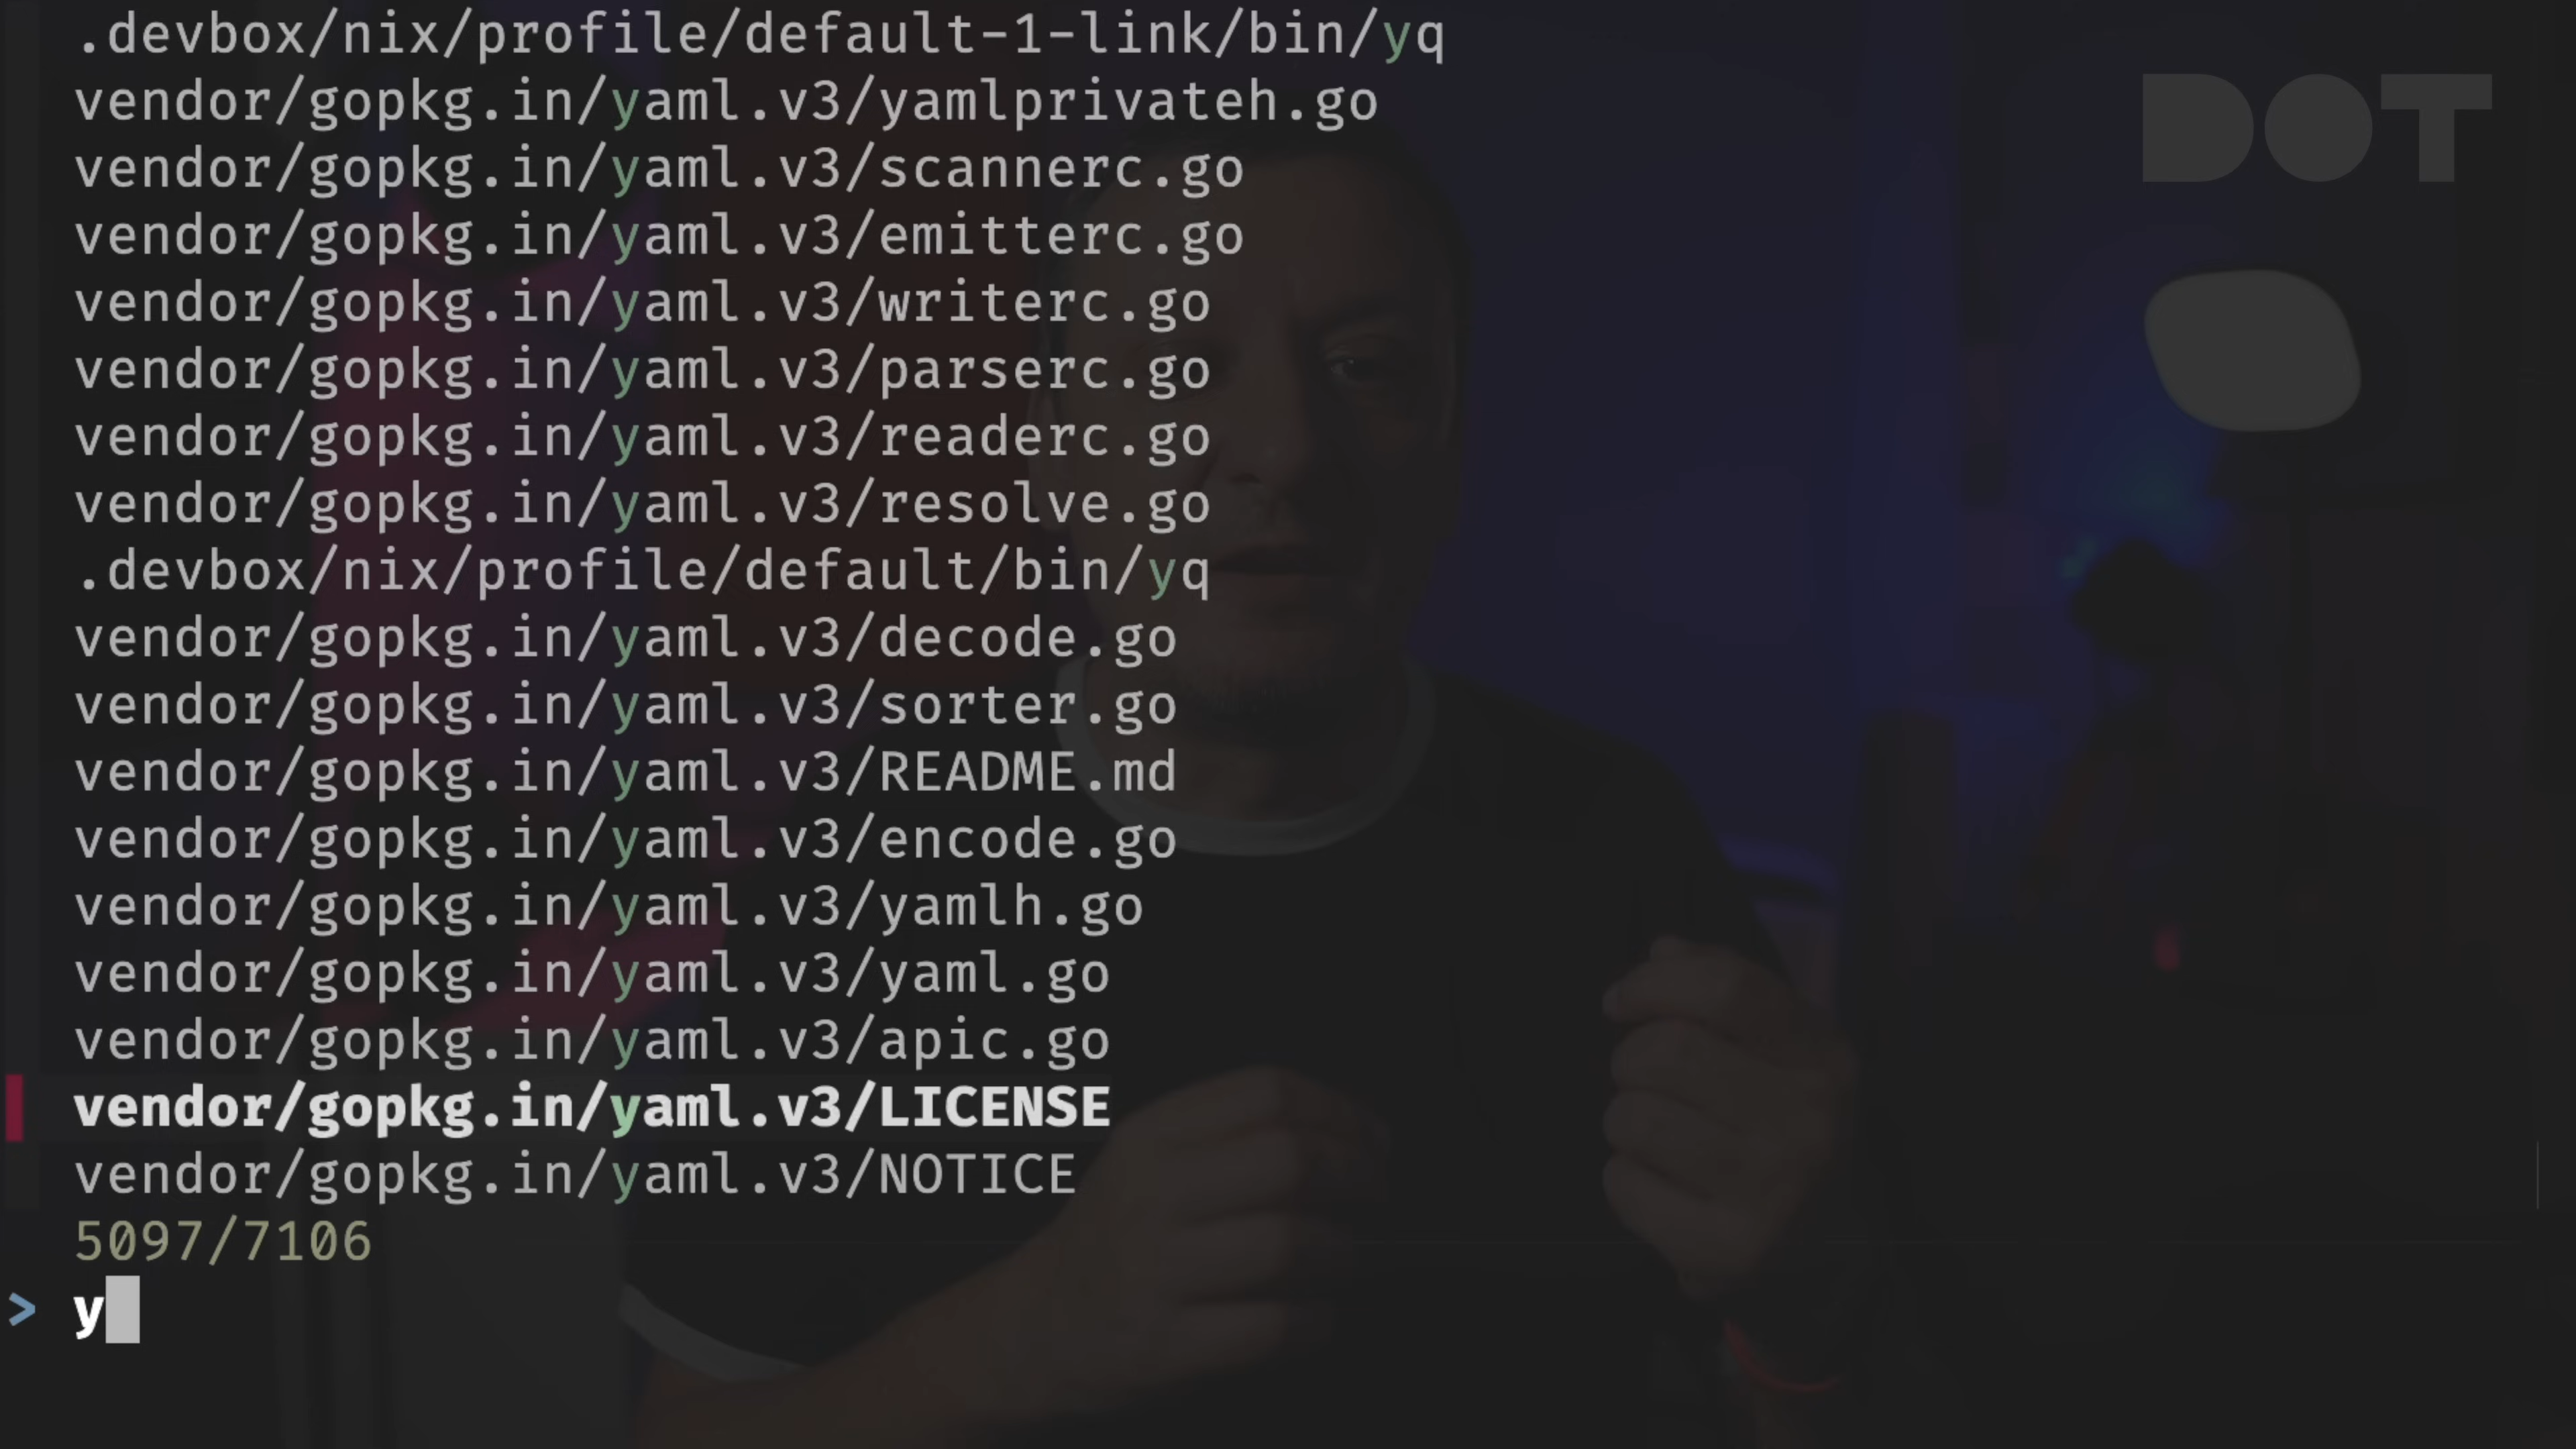 .devbox/nix/profile/default-1-link/bin/yq
DOT
vendor/gopkg.in/yaml.v3/yamlprivateh.go
vendor/gopkg.in/yaml.v3/scannerc.go
vendor/gopkg.in/yaml.v3/emitterc.go
vendor/gopkg.in/yaml.v3/writerc.go
vendor/gopkg.in/yaml.v3/parserc.go
vendor/gopkg.in/yaml.v3/readerc.go
vendor/gopkg.in/yaml.v3/resolve.go
.devbox/nix/profile/default/bin/yq
vendor/gopkg.in/yaml.v3/decode.go
vendor/gopkg.in/yaml.v3/sorter.go
vendor/gopkg.in/yaml.v3/README.md
vendor/gopkg.in/yaml.v3/encode.go
vendor/gopkg.in/yaml.v3/yamlh.go
vendor/gopkg.in/yaml.v3/yaml.go
vendor/gopkg.in/yaml.v3/apic.go
vendor/gopkg.in/yaml.v3/LICENSE
vendor/gopkg.in/yaml.v3/NOTICE
5097/7106
> y